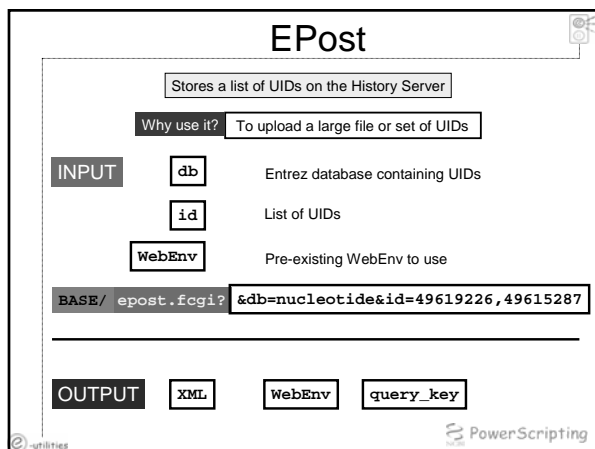 EPost
Stores a list of UIDs on the History Server
Why use it? To upload a large file or set of UIDs
INPUT db Entrez database containing UIDs
id List of UIDs
WebEnv Pre-existing WebEnv to use
BASE/ epost.fcgi? &db=nucleotide&id=49619226,49615287
OUTPUT XML WebEnv query_key
e-utilities PowerScripting